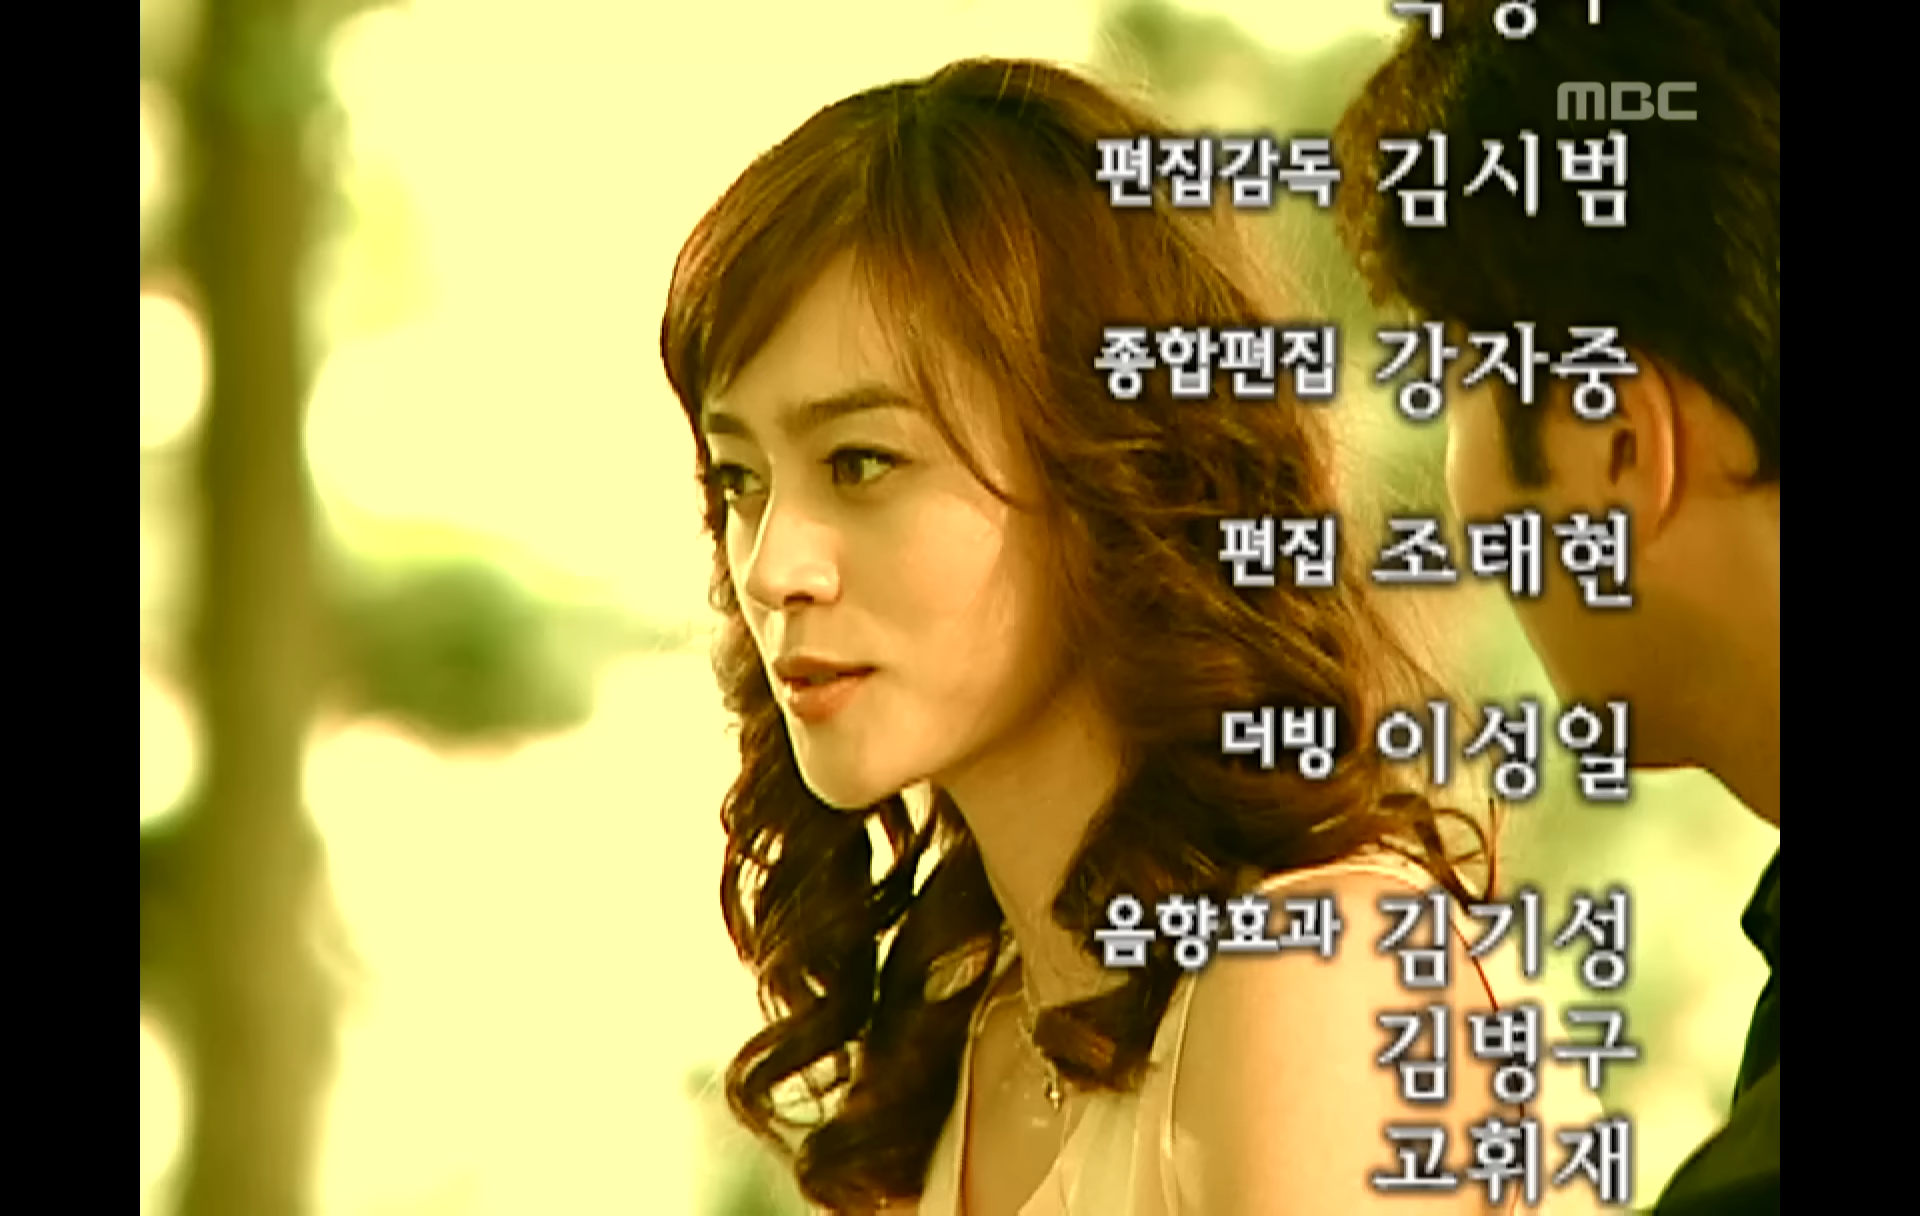 MBC
편집감독 김시범
종합편집 강자중
편집 조태현
더빙 이성일
음향효과 김기성
김병구
고휘재